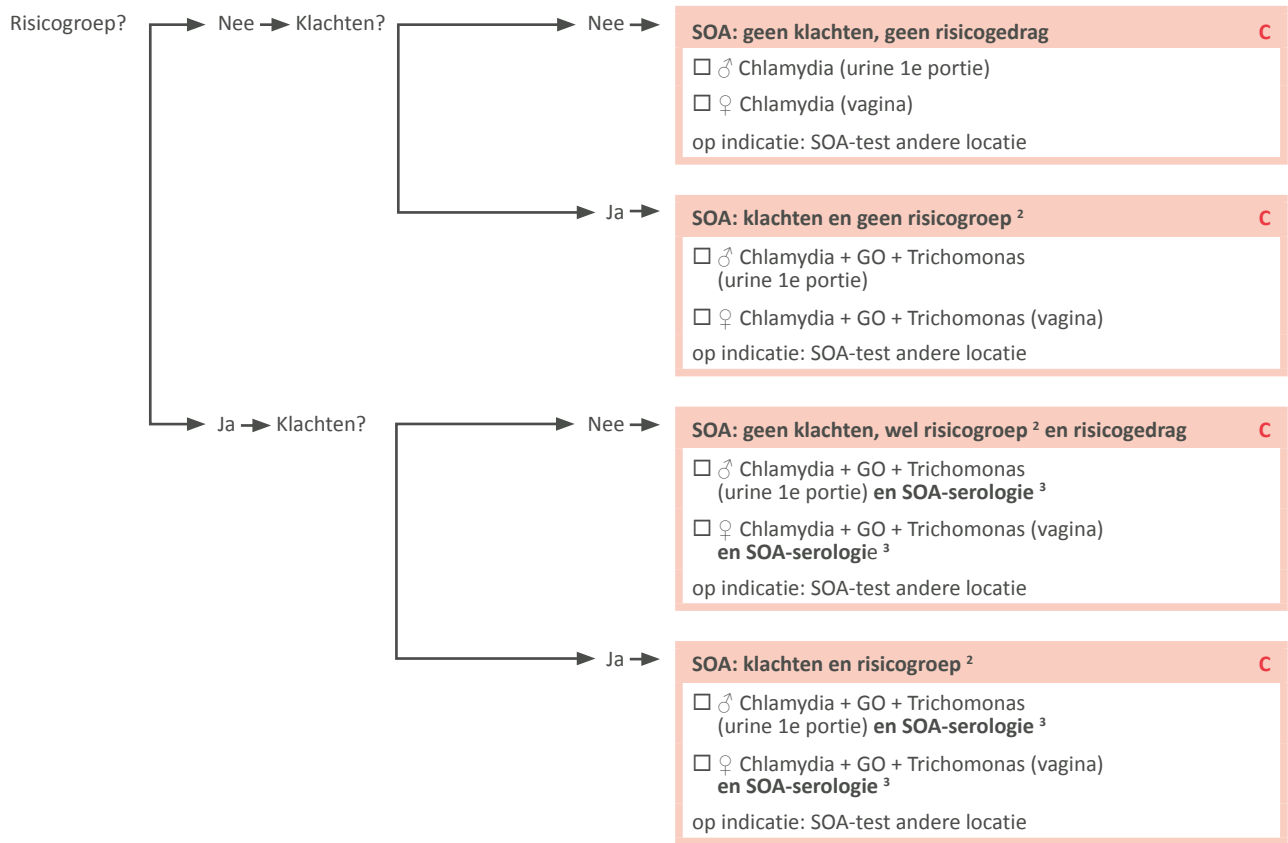 Risicogroep?
Nee
Klachten?
Nee
SOA: geen klachten, geen risicogedrag C
☐ ♂ Chlamydia (urine 1e portie)
☐ ♀ Chlamydia (vagina)
op indicatie: SOA-test andere locatie
Ja
SOA: klachten en geen risicogroep ² C
☐ ♂ Chlamydia + GO + Trichomonas
(urine 1e portie)
☐ ♀ Chlamydia + GO + Trichomonas (vagina)
op indicatie: SOA-test andere locatie
Ja
Klachten?
Nee
SOA: geen klachten, wel risicogroep ² en risicogedrag C
☐ ♂ Chlamydia + GO + Trichomonas
(urine 1e portie) en SOA-serologie ³
☐ ♀ Chlamydia + GO + Trichomonas (vagina)
en SOA-serologie ³
op indicatie: SOA-test andere locatie
Ja
SOA: klachten en risicogroep ² C
☐ ♂ Chlamydia + GO + Trichomonas
(urine 1e portie) en SOA-serologie ³
☐ ♀ Chlamydia + GO + Trichomonas (vagina)
en SOA-serologie ³
op indicatie: SOA-test andere locatie